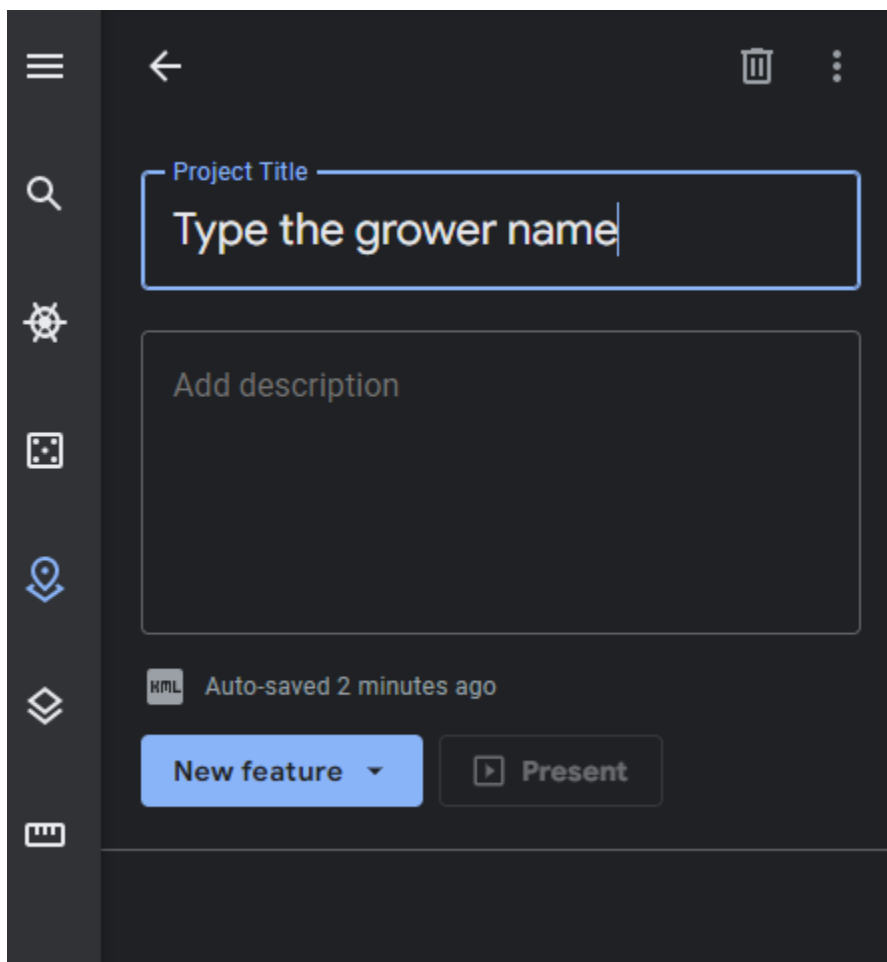 Project Title
Type the grower name
Add description
KML Auto-saved 2 minutes ago
New feature Present